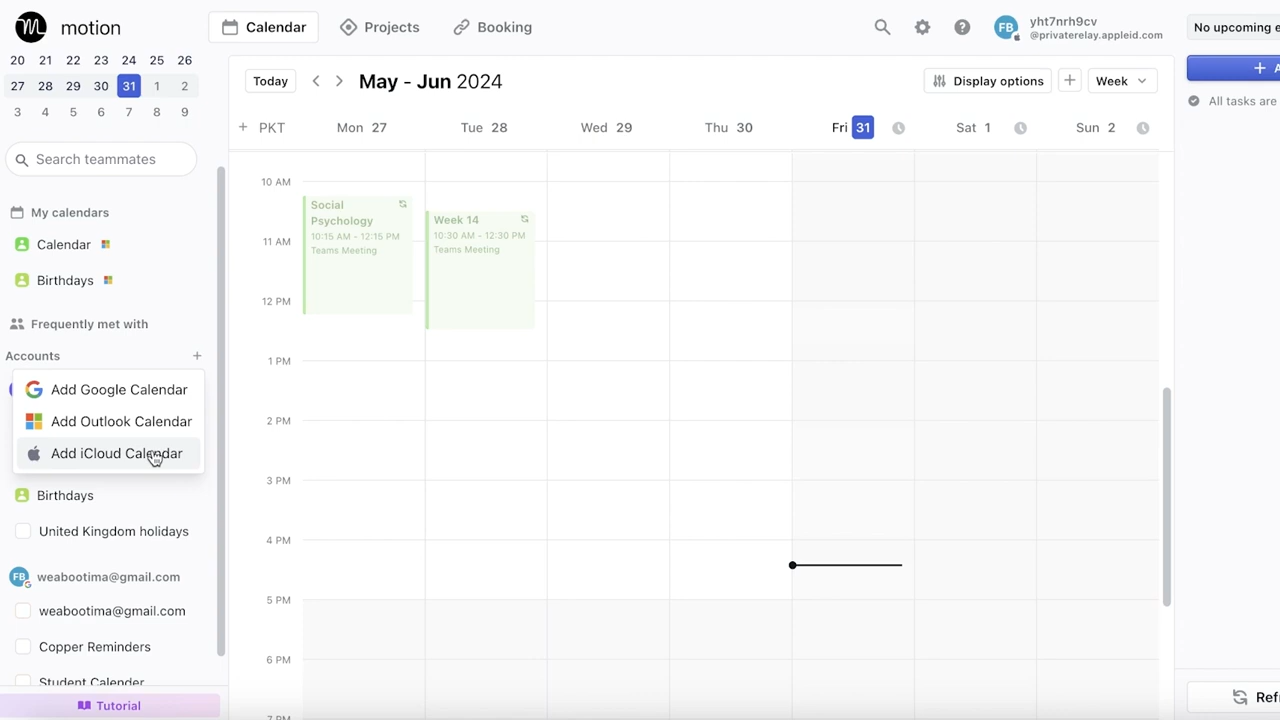 motion
Calendar
Projects
Booking
FB
yht7nrh9cv
@privaterelay.appleid.com
No upcoming e
20 21 22 23 24 25 26
27 28 29 30 31 1 2
3 4 5 6 7 8 9
Search teammates
My calendars
Calendar
Birthdays
Frequently met with
Accounts
Add Google Calendar
Add Outlook Calendar
Add iCloud Calendar
Birthdays
United Kingdom holidays
FB weabootima@gmail.com
weabootima@gmail.com
Copper Reminders
Student Calender
Tutorial
Today
May - Jun 2024
Display options
Week
PKT
Mon 27
Tue 28
Wed 29
Thu 30
Fri 31
Sat 1
Sun 2
10 AM
11 AM
12 PM
1 PM
2 PM
3 PM
4 PM
5 PM
6 PM
7 PM
Social
Psychology
10:15 AM - 12:15 PM
Teams Meeting
Week 14
10:30 AM - 12:30 PM
Teams Meeting
All tasks are
Refr